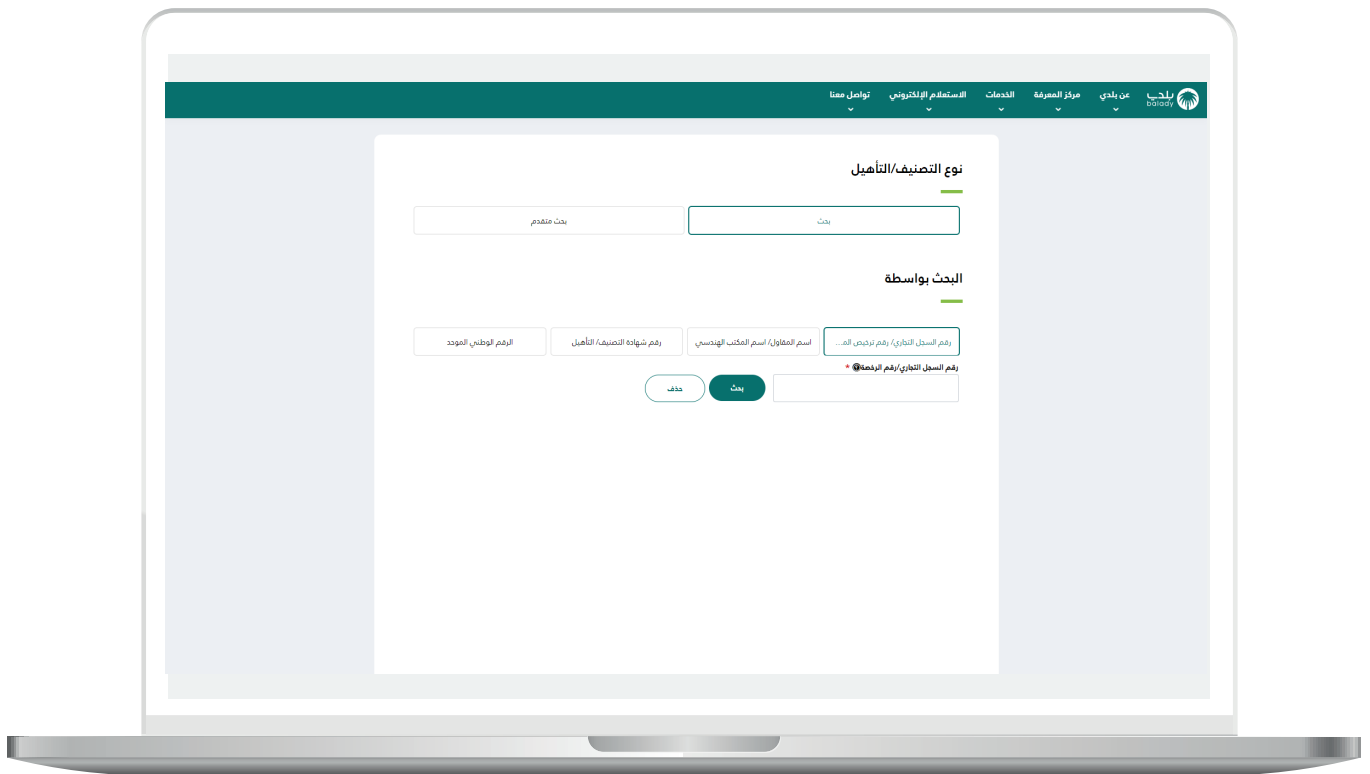 بلدي
balady
عن بلدي
مركز المعرفة
الخدمات
الاستعلام الإلكتروني
تواصل معنا
نوع التصنيف/التأهيل
بحث
بحث متقدم
البحث بواسطة
رقم السجل التجاري/ رقم ترخيص الم...
اسم المقاول/ اسم المكتب الهندسي
رقم شهادة التصنيف/ التأهيل
الرقم الوطني الموحد
رقم السجل التجاري/رقم الرخصة *
بحث
حذف